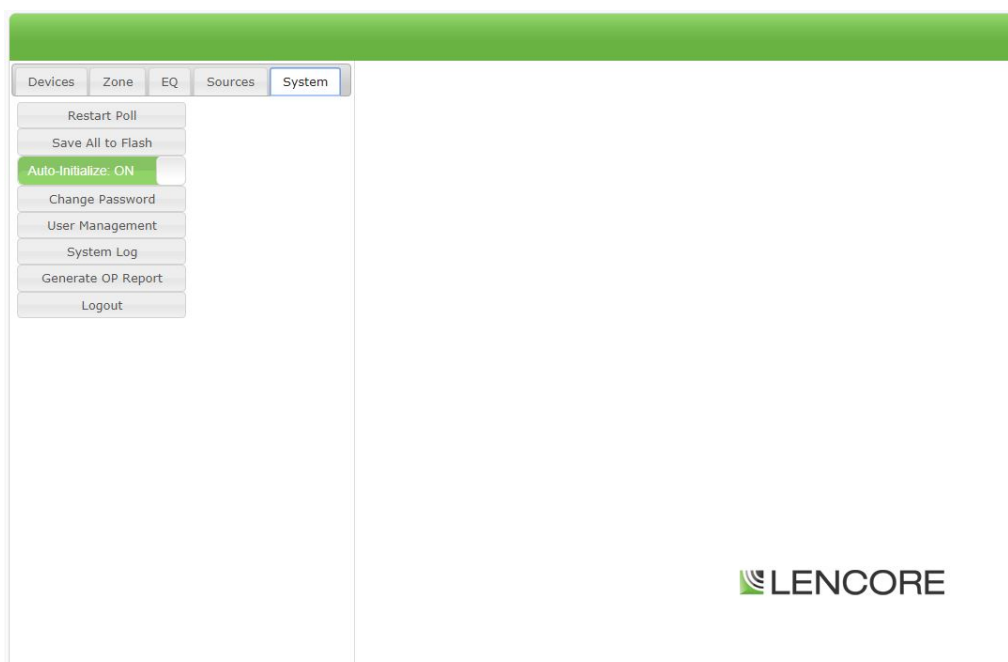 Devices Zone EQ Sources System
Restart Poll
Save All to Flash
Auto-Initialize: ON
Change Password
User Management
System Log
Generate OP Report
Logout
LENCORE